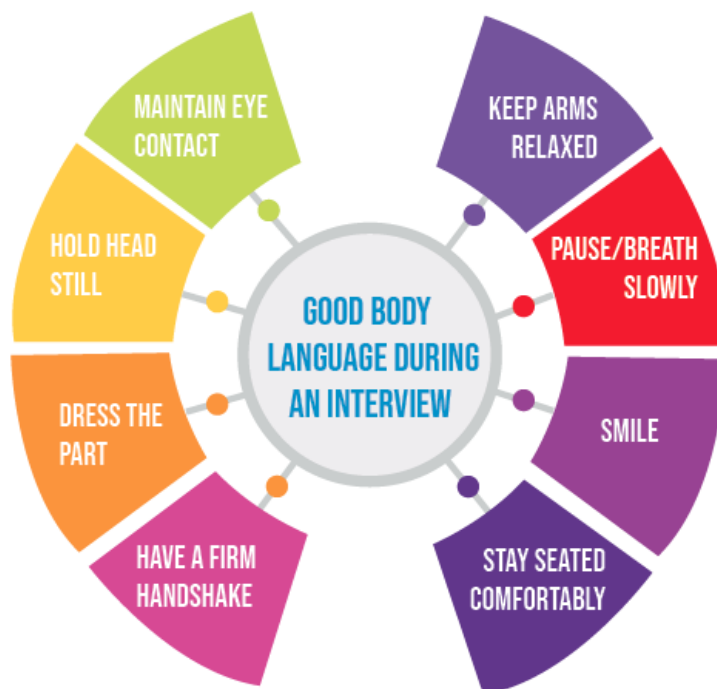 MAINTAIN EYE
CONTACT
HOLD HEAD
STILL
DRESS THE
PART
HAVE A FIRM
HANDSHAKE
GOOD BODY
LANGUAGE DURING
AN INTERVIEW
KEEP ARMS
RELAXED
PAUSE/BREATH
SLOWLY
SMILE
STAY SEATED
COMFORTABLY